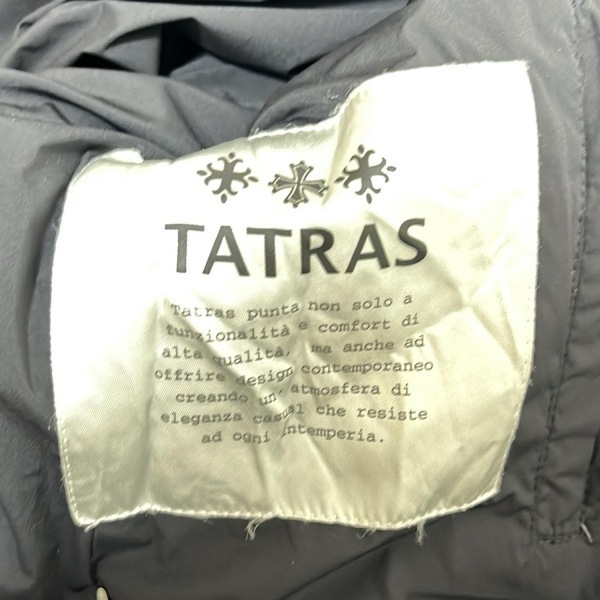 TATRAS
Tatras punta non solo a
funzionalità e comfort di
alta qualità, ma anche ad
offrire design contemporaneo
creando un' atmosfera di
eleganza casual che resiste
ad ogni intemperia.